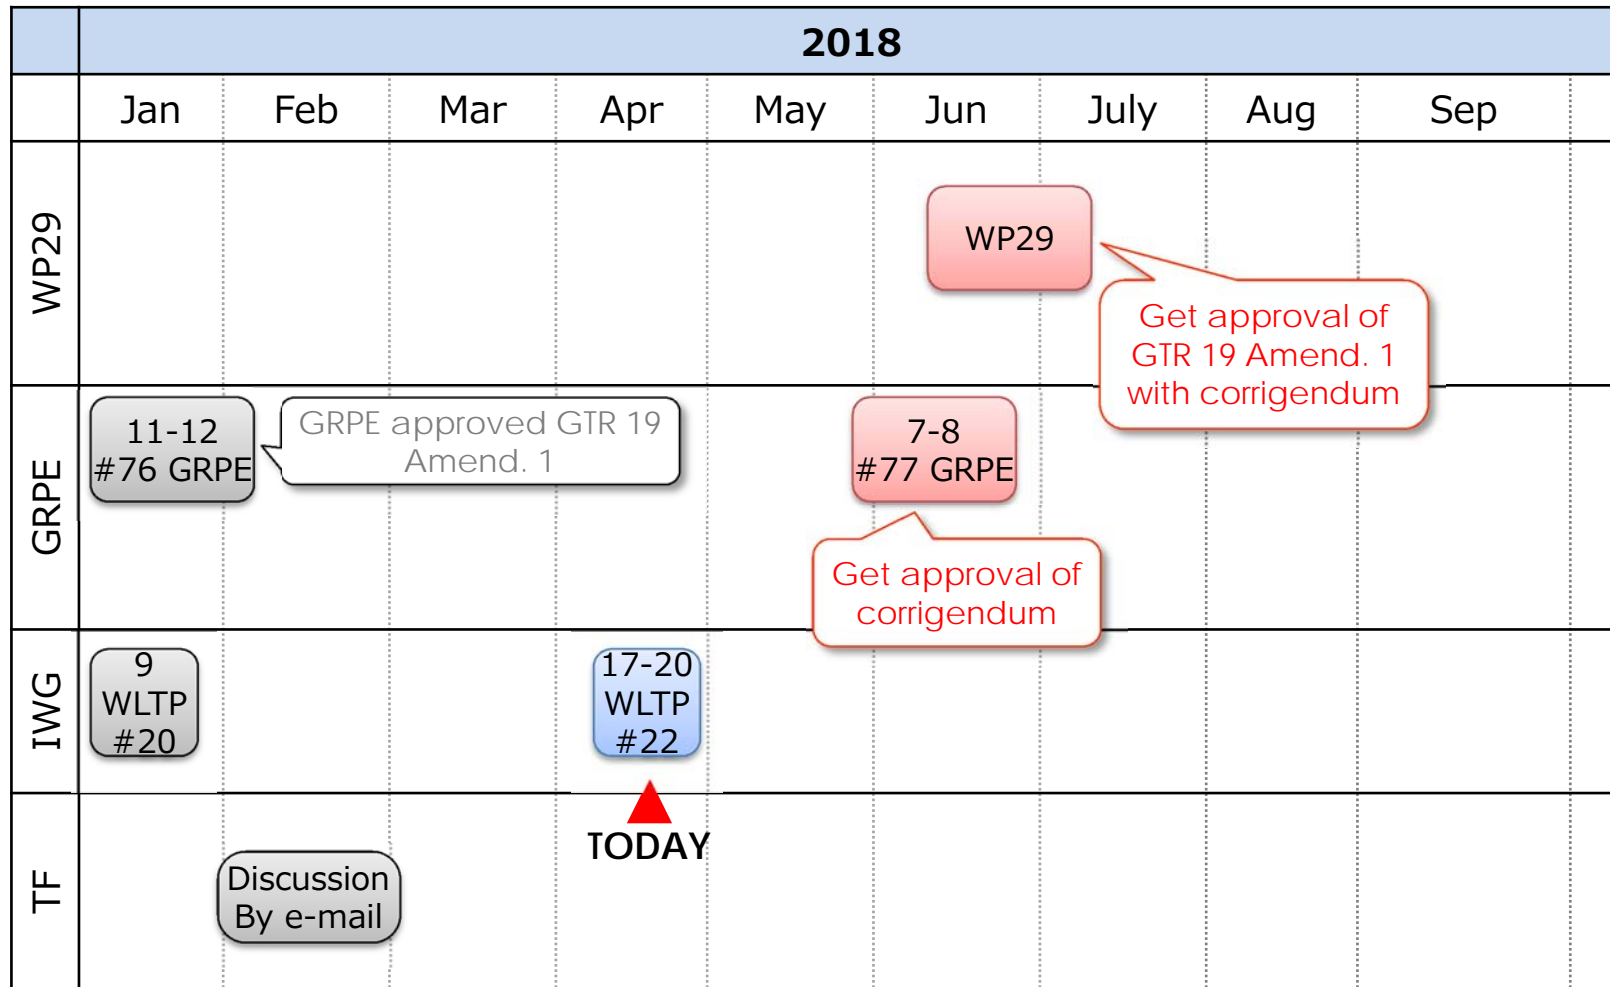 2018
Jan Feb Mar Apr May Jun July Aug Sep
WP29
WP29
Get approval of
GTR 19 Amend. 1
with corrigendum
GRPE
11-12
#76 GRPE
GRPE approved GTR 19
Amend. 1
7-8
#77 GRPE
Get approval of
corrigendum
IWG
9
WLTP
#20
17-20
WLTP
#22
TODAY
TF
Discussion
By e-mail